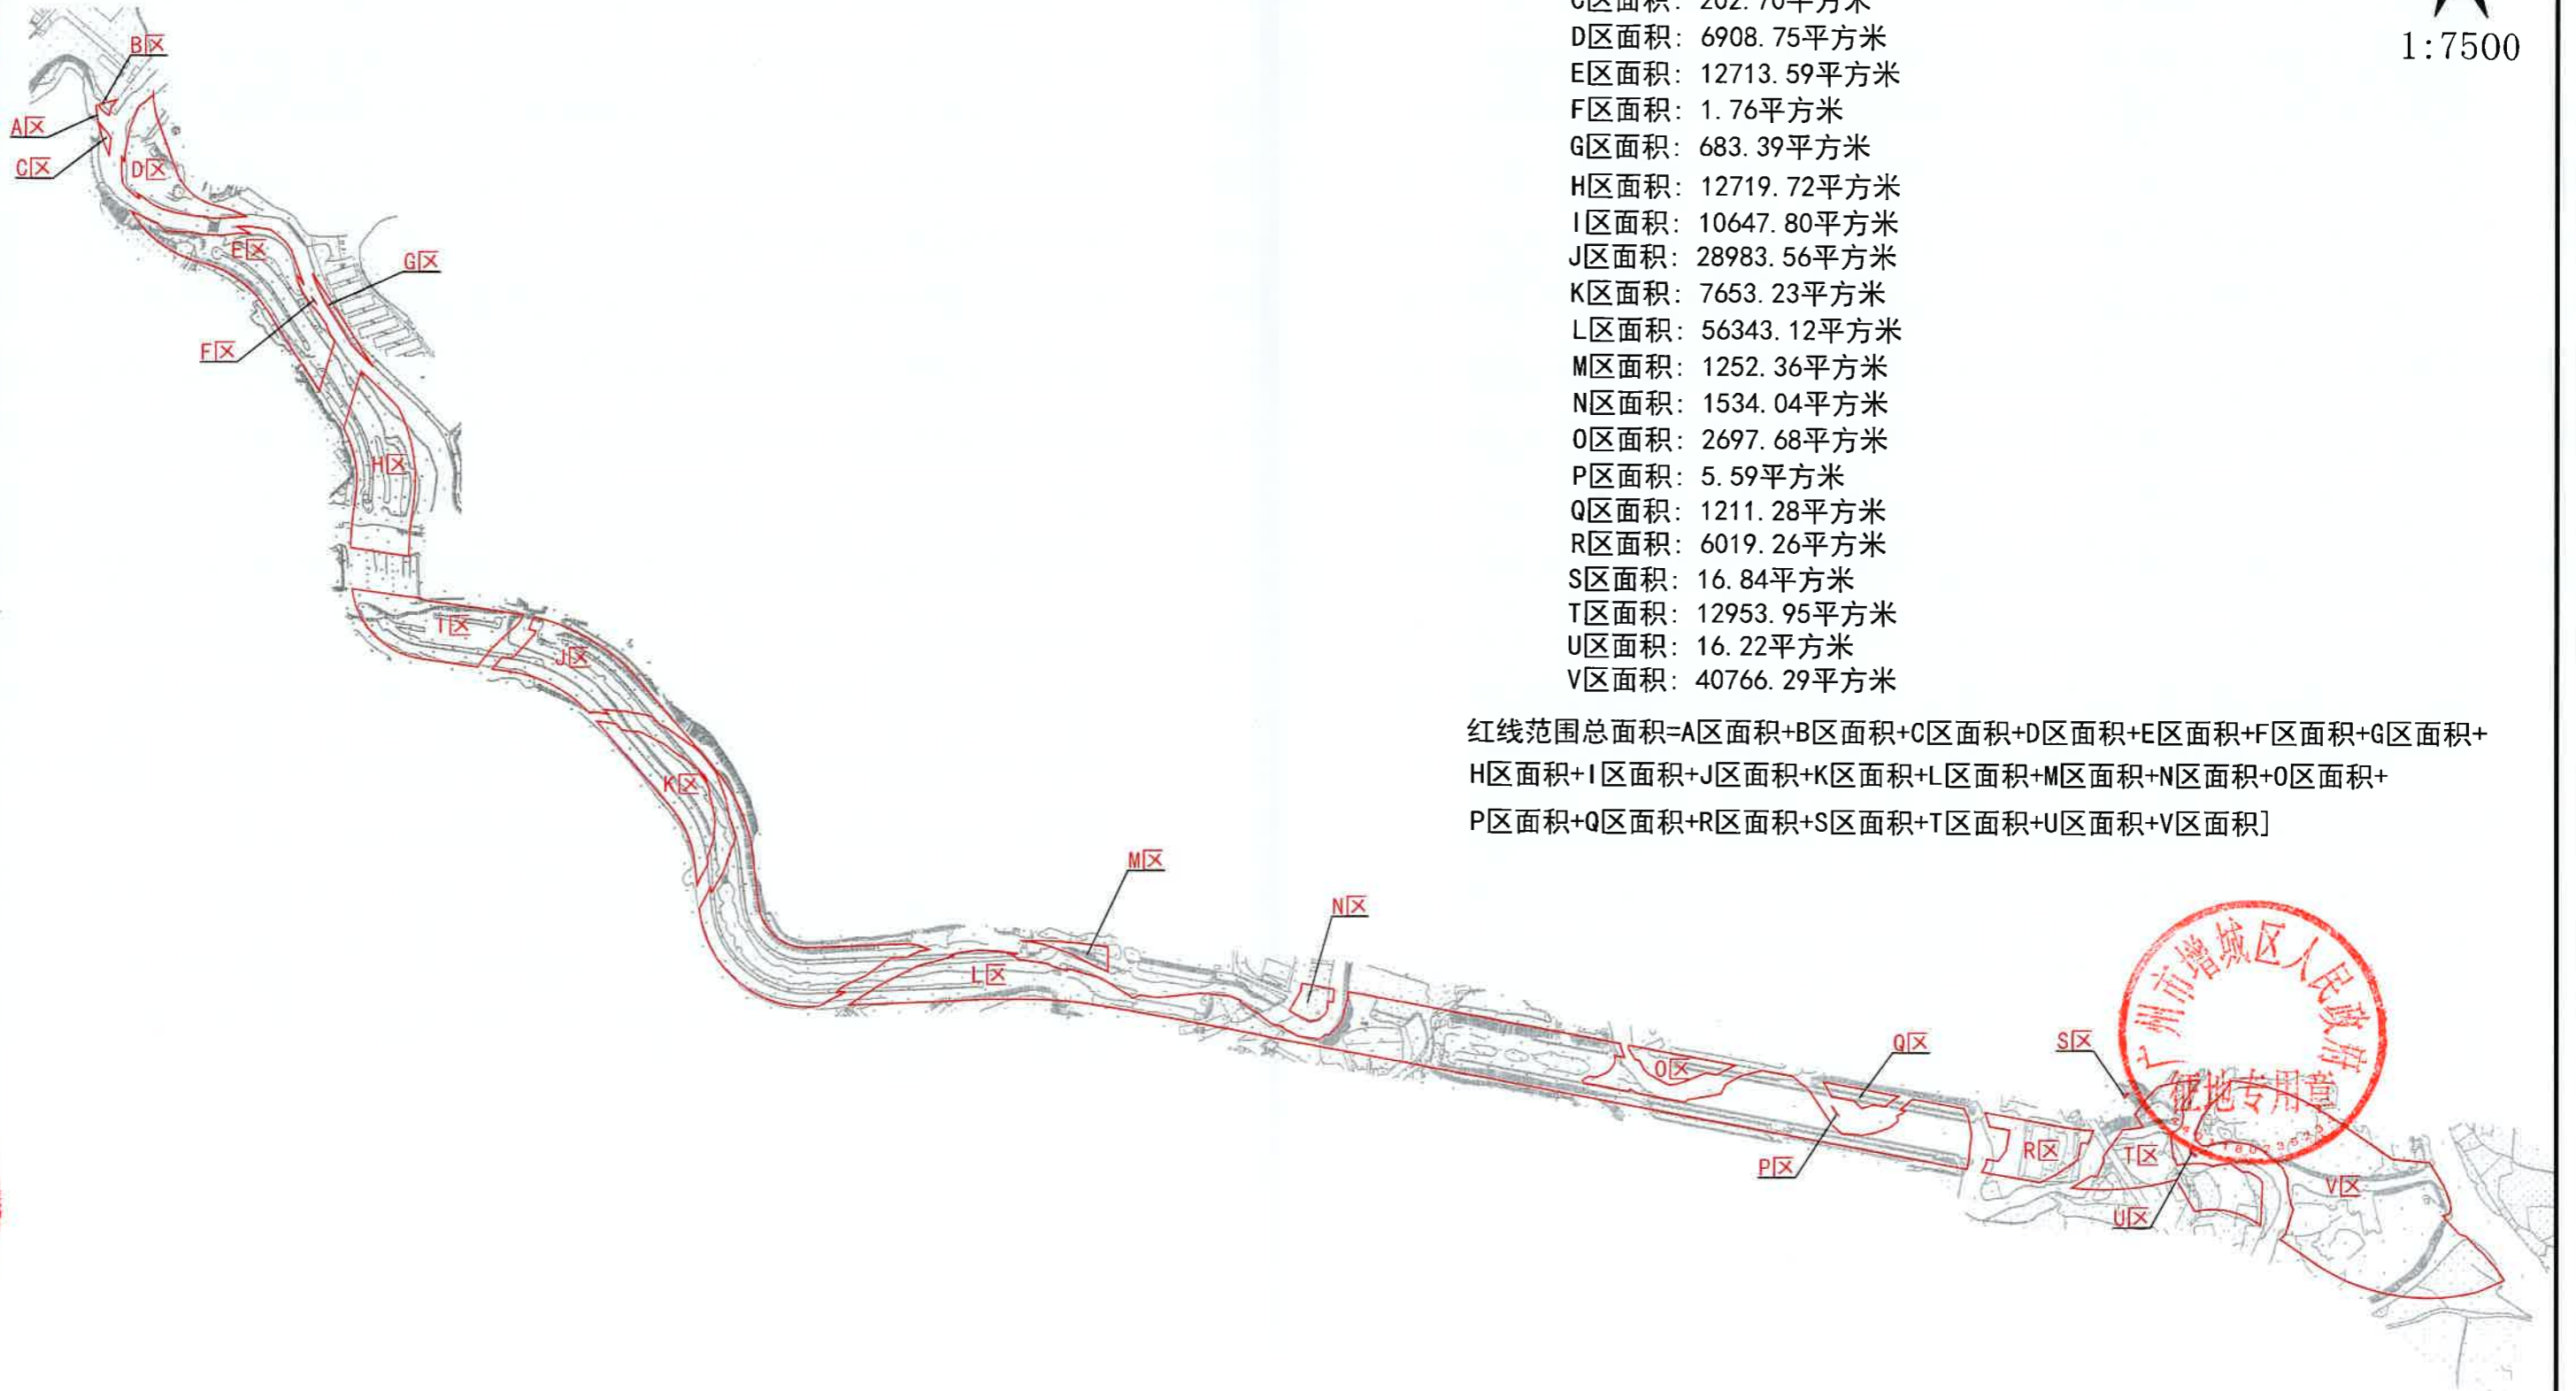 C区面积: 202.70平方米
D区面积: 6908.75平方米
E区面积: 12713.59平方米
F区面积: 1.76平方米
G区面积: 683.39平方米
H区面积: 12719.72平方米
I区面积: 10647.80平方米
J区面积: 28983.56平方米
K区面积: 7653.23平方米
L区面积: 56343.12平方米
M区面积: 1252.36平方米
N区面积: 1534.04平方米
O区面积: 2697.68平方米
P区面积: 5.59平方米
Q区面积: 1211.28平方米
R区面积: 6019.26平方米
S区面积: 16.84平方米
T区面积: 12953.95平方米
U区面积: 16.22平方米
V区面积: 40766.29平方米
1:7500
红线范围总面积=A区面积+B区面积+C区面积+D区面积+E区面积+F区面积+G区面积+
H区面积+I区面积+J区面积+K区面积+L区面积+M区面积+N区面积+O区面积+
P区面积+Q区面积+R区面积+S区面积+T区面积+U区面积+V区面积]
B区
A区
C区
D区
E区
G区
F区
H区
I区
J区
K区
M区
N区
L区
O区
Q区
S区
P区
R区
T区
U区
V区
广州市增城区人民政府
征地专用章